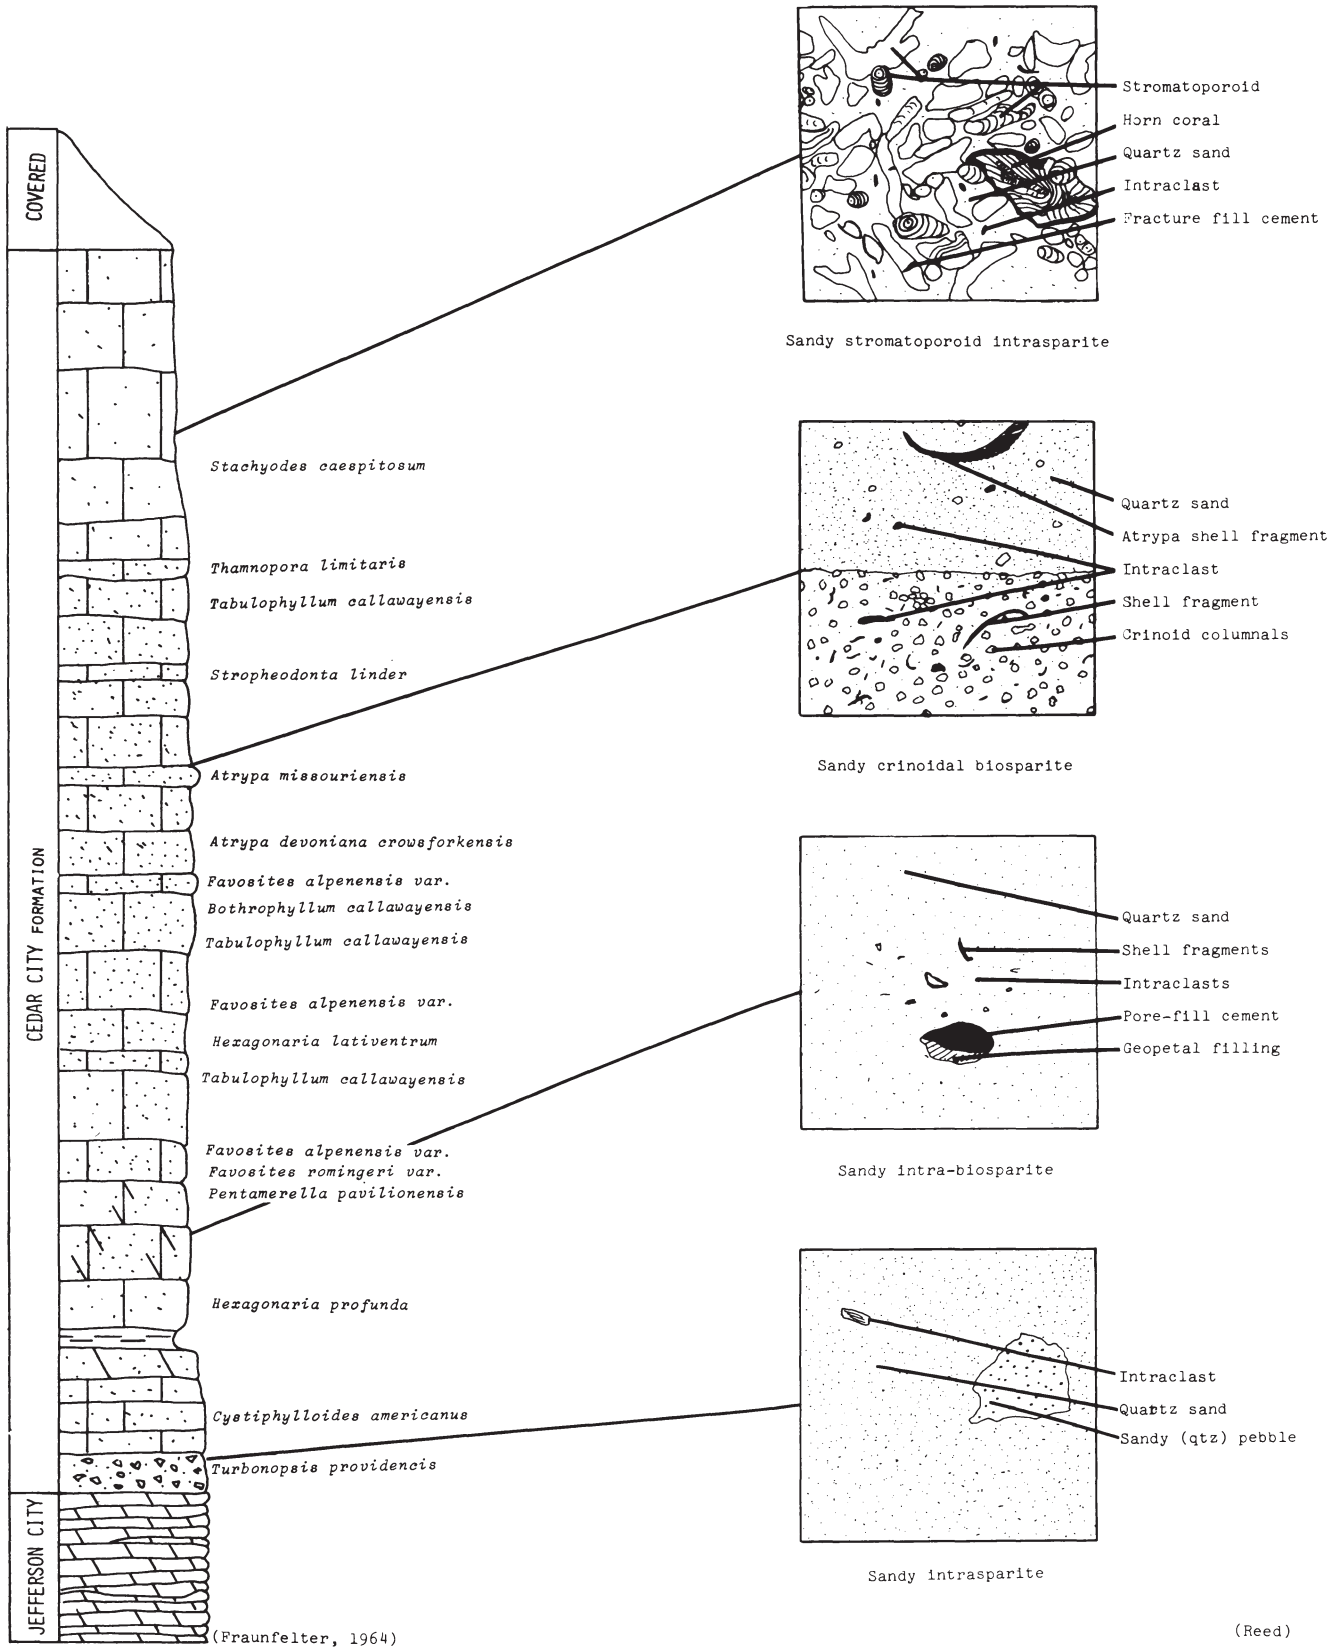 COVERED
CEDAR CITY FORMATION
JEFFERSON CITY
Stachyodes caespitosum
Thamnopora limitaris
Tabulophyllum callawayensis
Stropheodonta linder
Atrypa missouriensis
Atrypa devoniana crowsforkensis
Favosites alpenensis var.
Bothrophyllum callawayensis
Tabulophyllum callawayensis
Favosites alpenensis var.
Hexagonaria lativentrum
Tabulophyllum callawayensis
Favosites alpenensis var.
Favosites romingeri var.
Pentamerella pavilionensis
Hexagonaria profunda
Cystiphylloides americanus
Turbonopsis providencis
(Fraunfelter, 1964)
Stromatoporoid
Horn coral
Quartz sand
Intraclast
Fracture fill cement
Sandy stromatoporoid intrasparite
Quartz sand
Atrypa shell fragment
Intraclast
Shell fragment
Crinoid columnals
Sandy crinoidal biosparite
Quartz sand
Shell fragments
Intraclasts
Pore-fill cement
Geopetal filling
Sandy intra-biosparite
Intraclast
Quartz sand
Sandy (qtz) pebble
Sandy intrasparite
(Reed)